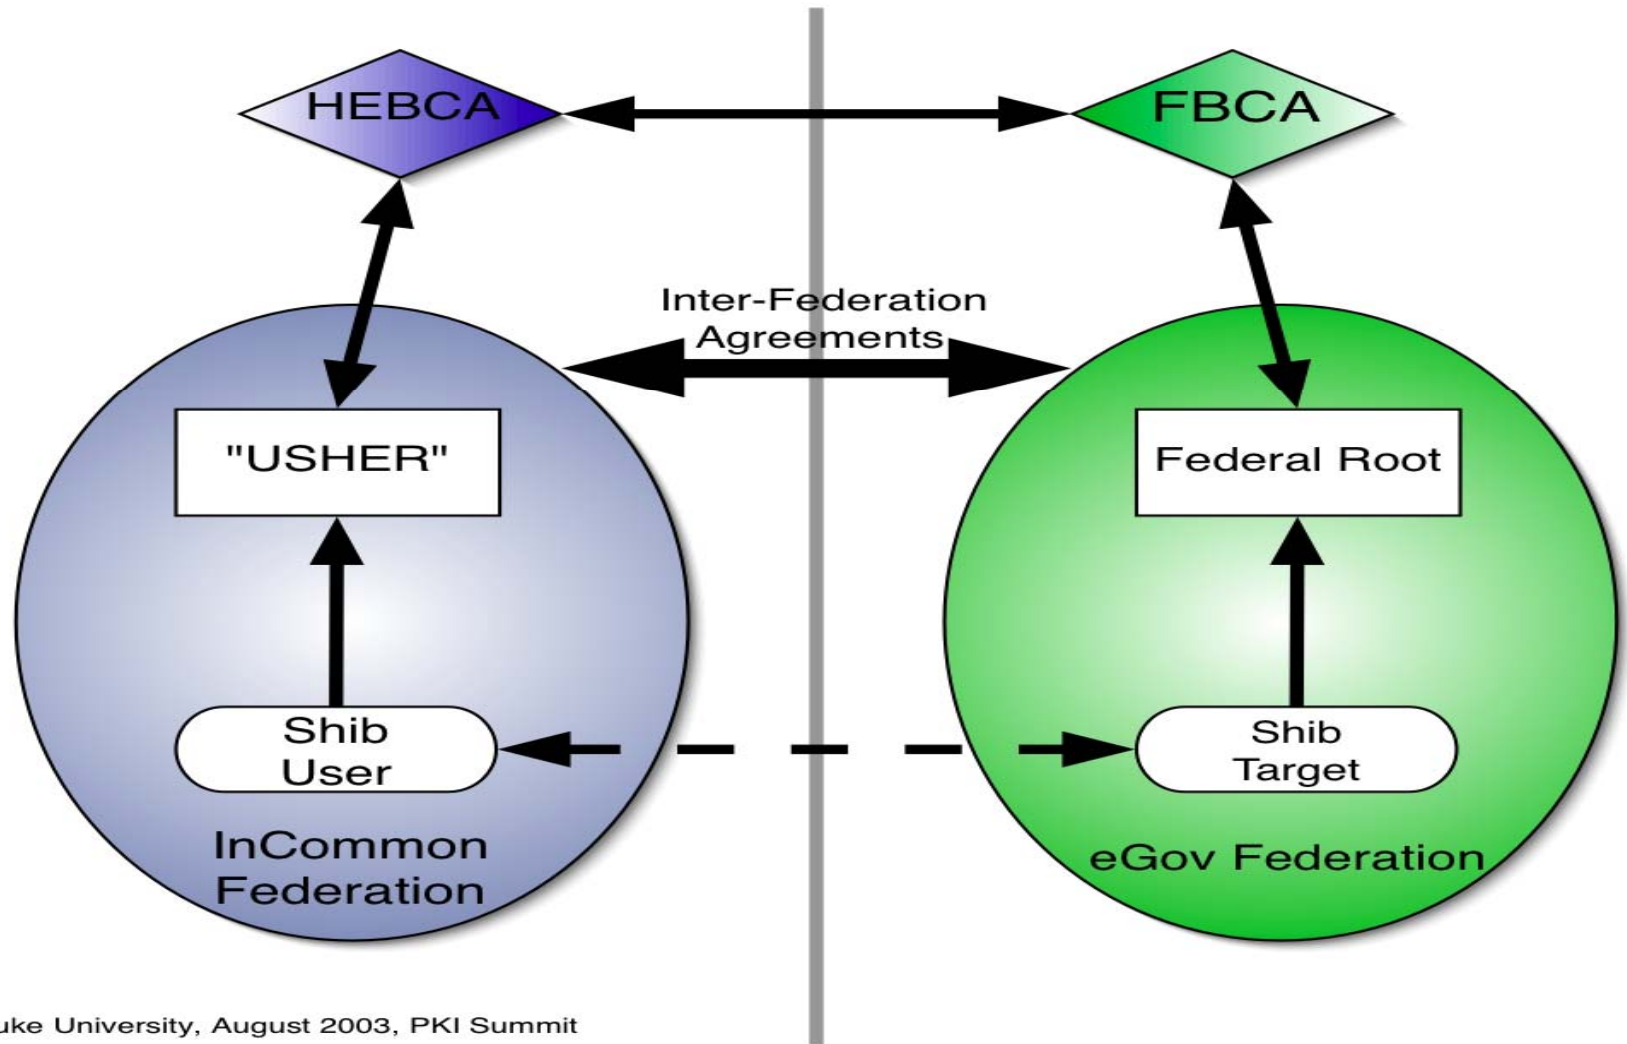 HEBCA
FBCA
Inter-Federation
Agreements
"USHER"
Federal Root
Shib
User
Shib
Target
InCommon
Federation
eGov Federation
University, August 2003, PKI Summit